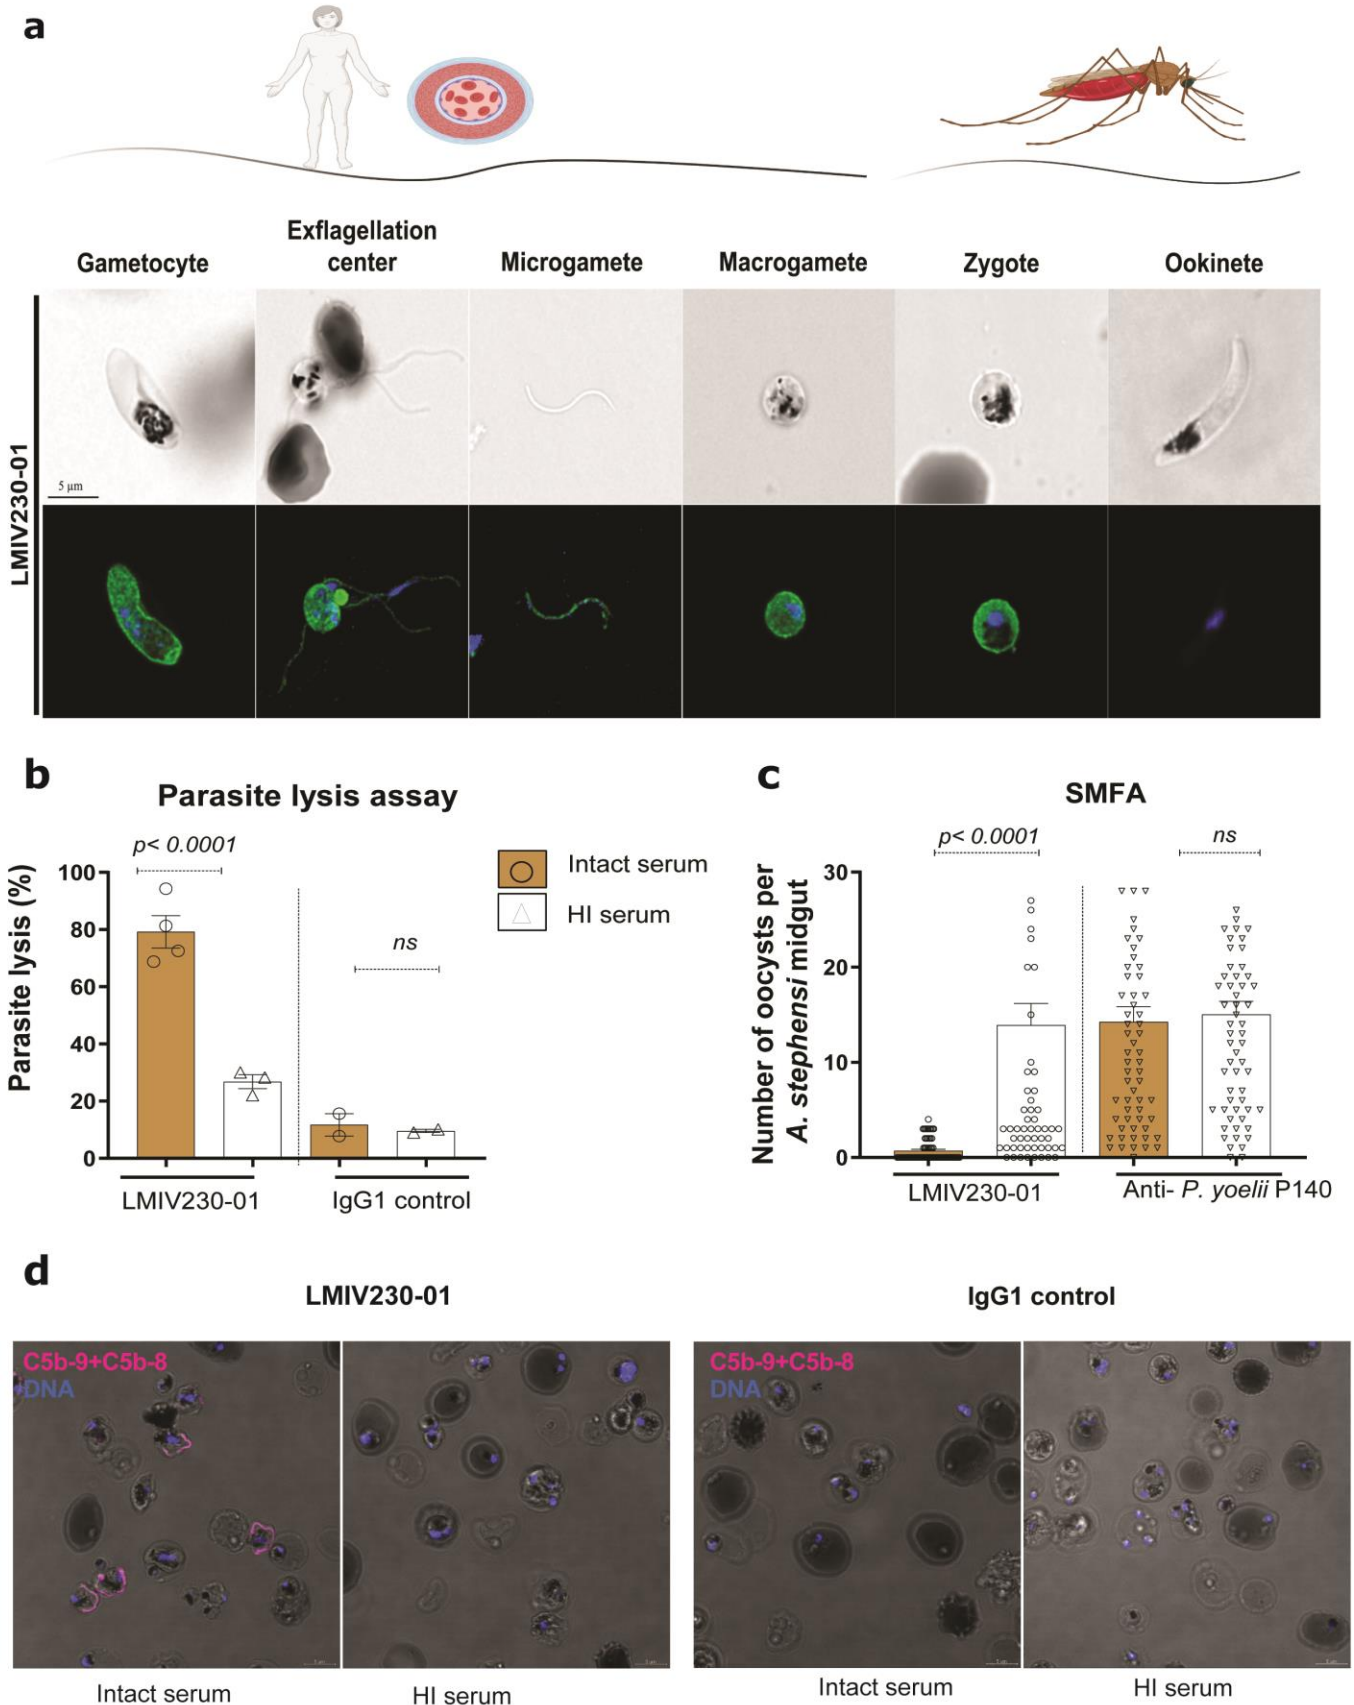 a
Exflagellation
Gametocyte center Microgamete Macrogamete Zygote Ookinete
LMIV230-01
5 µm
b
Parasite lysis assay
p< 0.0001
ns
Parasite lysis (%)
100
80
60
40
20
0
LMIV230-01
IgG1 control
Intact serum
HI serum
c
SMFA
p< 0.0001
ns
Number of oocysts per
A. stephensi midgut
30
20
10
0
LMIV230-01
Anti- P. yoelii P140
d
LMIV230-01
IgG1 control
C5b-9+C5b-8
DNA
C5b-9+C5b-8
DNA
Intact serum
HI serum
Intact serum
HI serum